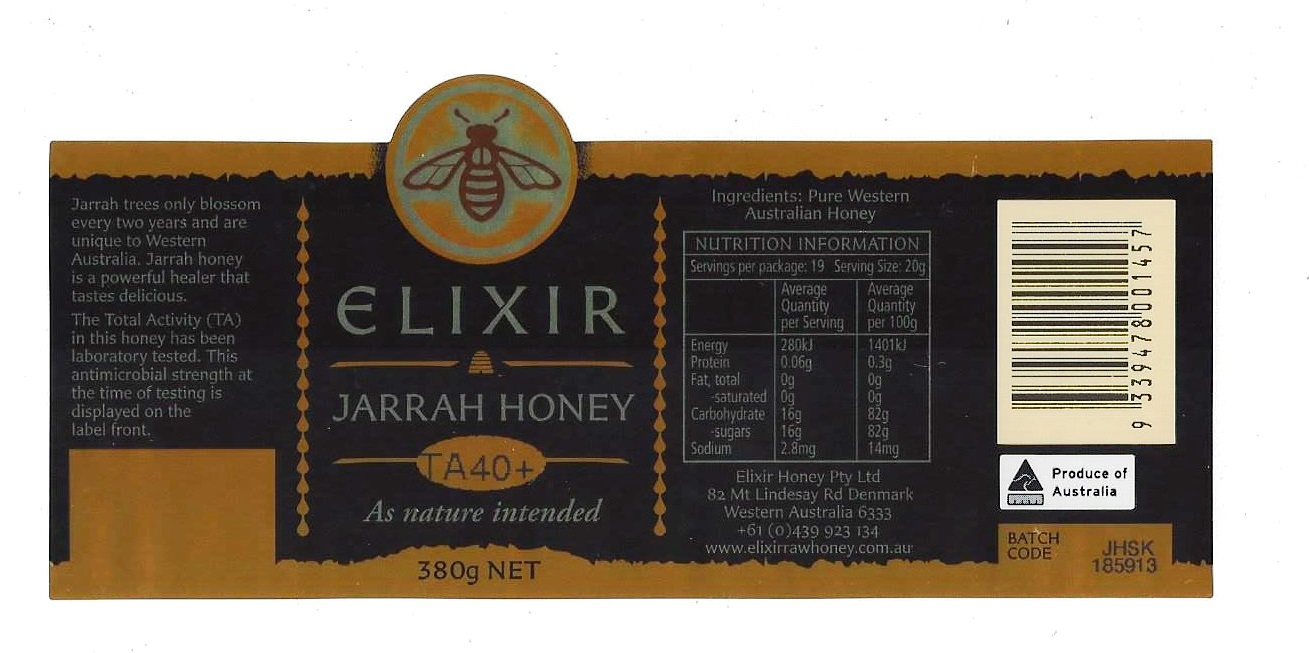 Jarrah trees only blossom
every two years and are
unique to Western
Australia. Jarrah honey
is a powerful healer that
tastes delicious.
The Total Activity (TA)
in this honey has been
laboratory tested. This
antimicrobial strength at
the time of testing is
displayed on the
label front.
ELIXIR
JARRAH HONEY
TA40+
As nature intended
380g NET
Ingredients: Pure Western
Australian Honey
NUTRITION INFORMATION
Servings per package: 19 Serving Size: 20g
Average Quantity per Serving Average Quantity per 100g
Energy 280kJ 1401kJ
Protein 0.06g 0.3g
Fat, total 0g 0g
-saturated 0g 0g
Carbohydrate 16g 82g
-sugars 16g 82g
Sodium 2.8mg 14mg
Elixir Honey Pty Ltd
82 Mt Lindesay Rd Denmark
Western Australia 6333
+61 (0)439 923 134
www.elixirrawhoney.com.au
9 339478 001457
Produce of
Australia
BATCH
CODE
JHSK
185913